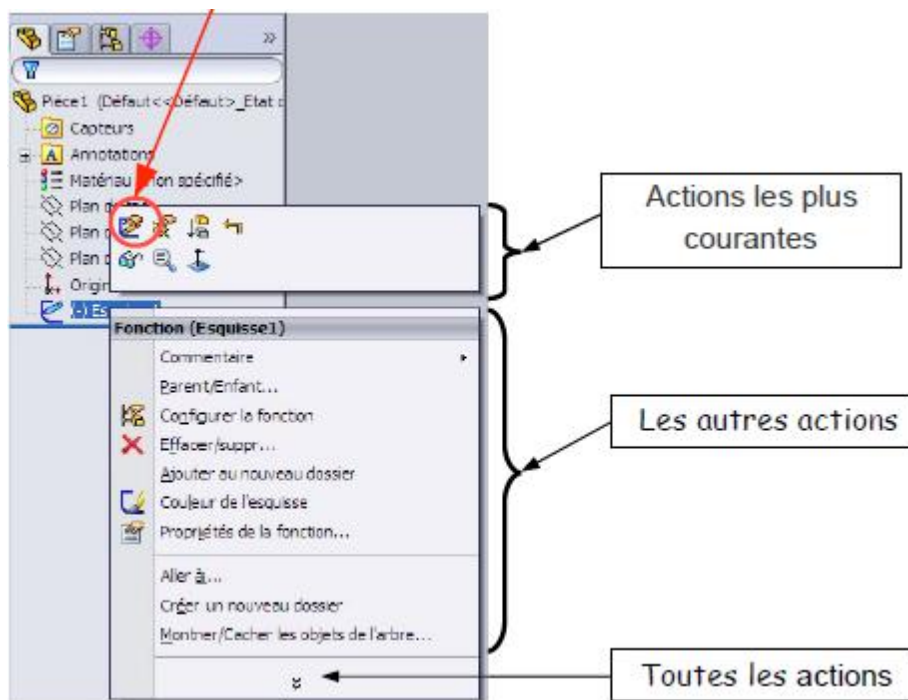 Pièce1 (Défaut<<Défaut>_Etat
Capteurs
Annotations
Matériau non spécifié>
Plan
Plan
Plan
Origin
(-) Es
Actions les plus
courantes
Fonction (Esquisse1)
Commentaire
Parent/Enfant...
Configurer la fonction
Effacer/suppr...
Ajouter au nouveau dossier
Couleur de l'esquisse
Propriétés de la fonction...
Aller à...
Créer un nouveau dossier
Montrer/Cacher les objets de l'arbre...
Les autres actions
Toutes les actions